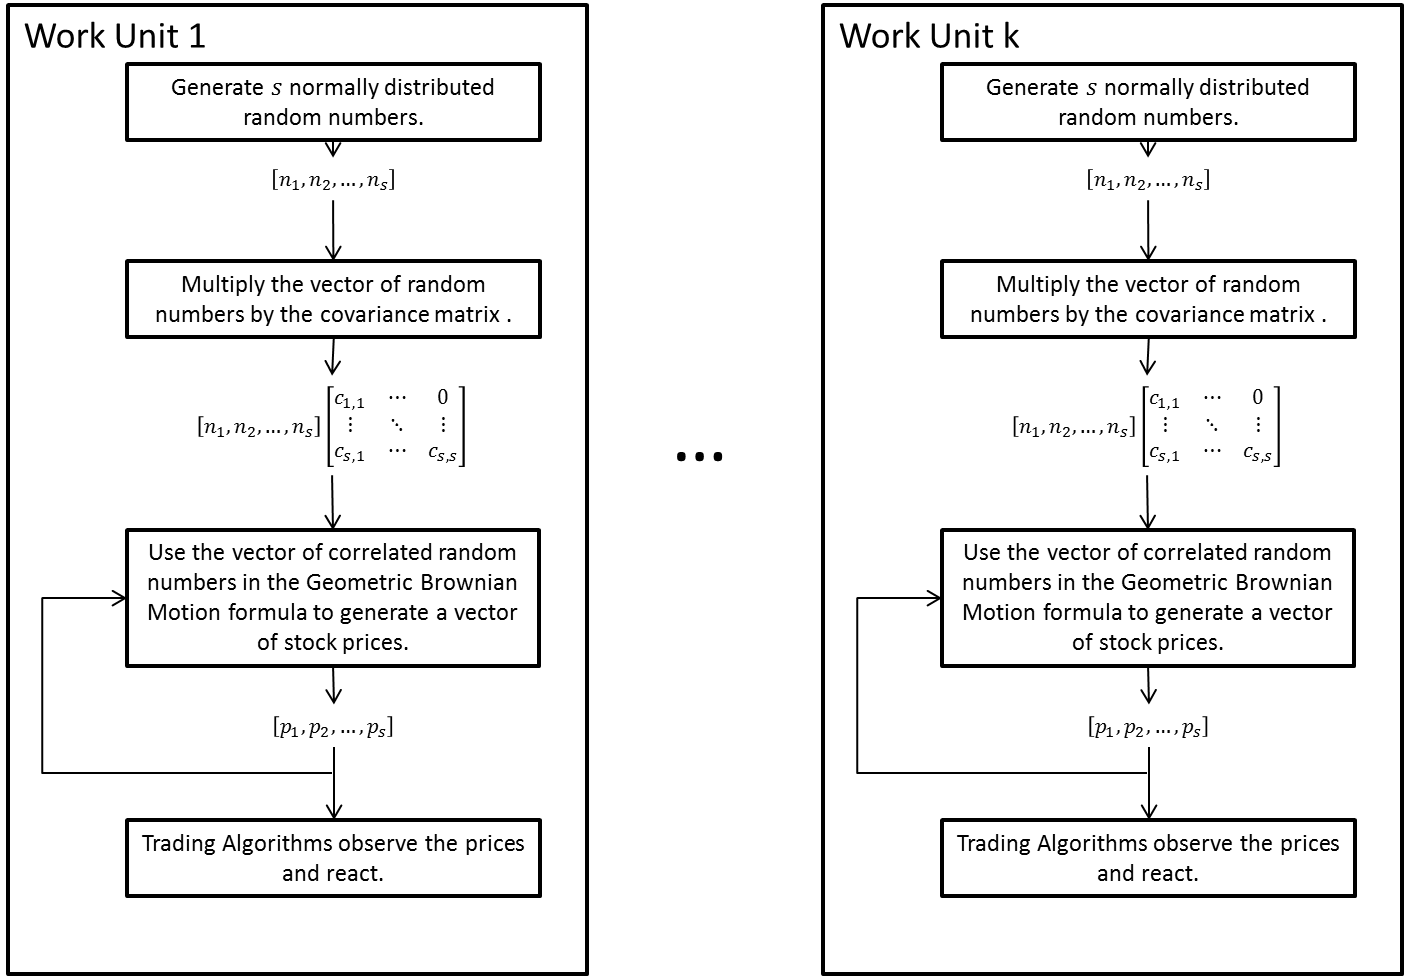 Work Unit 1
Generate 𝑠 normally distributed
random numbers.
[𝑛₁, 𝑛₂, …, 𝑛ₛ]
Multiply the vector of random
numbers by the covariance matrix .
[𝑛₁, 𝑛₂, …, 𝑛ₛ] [c₁,₁ ⋯ 0
⋮ ⋱ ⋮
cₛ,₁ ⋯ cₛ,ₛ]
Use the vector of correlated random
numbers in the Geometric Brownian
Motion formula to generate a vector
of stock prices.
[𝑝₁, 𝑝₂, …, 𝑝ₛ]
Trading Algorithms observe the prices
and react.
…
Work Unit k
Generate 𝑠 normally distributed
random numbers.
[𝑛₁, 𝑛₂, …, 𝑛ₛ]
Multiply the vector of random
numbers by the covariance matrix .
[𝑛₁, 𝑛₂, …, 𝑛ₛ] [c₁,₁ ⋯ 0
⋮ ⋱ ⋮
cₛ,₁ ⋯ cₛ,ₛ]
Use the vector of correlated random
numbers in the Geometric Brownian
Motion formula to generate a vector
of stock prices.
[𝑝₁, 𝑝₂, …, 𝑝ₛ]
Trading Algorithms observe the prices
and react.